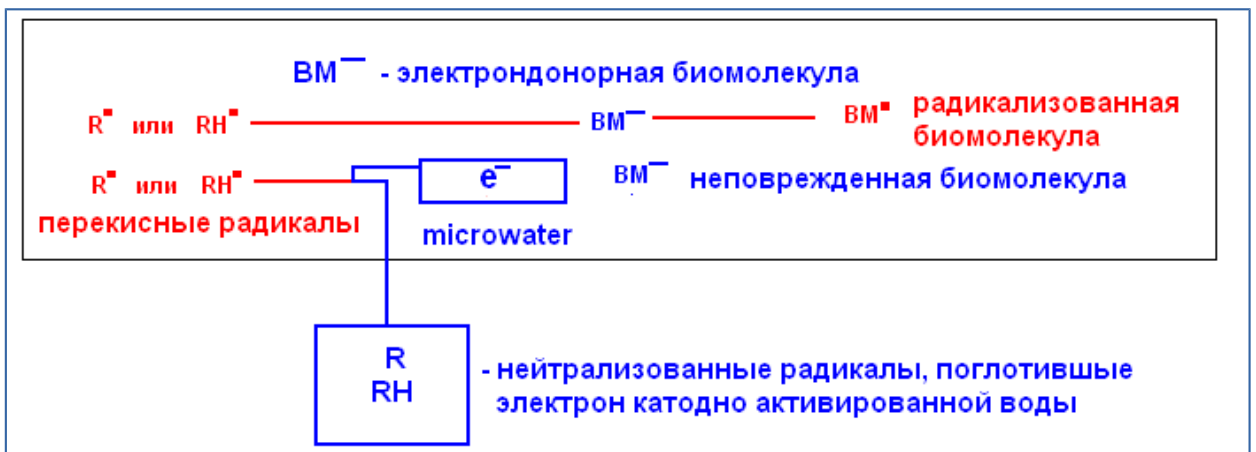 BM⁻ - электрондонорная биомолекула
R▪ или RH▪ BM⁻ BM▪ радикализованная
биомолекула
R▪ или RH▪ e⁻ BM⁻ неповрежденная биомолекула
перекисные радикалы
microwater
R
RH
- нейтрализованные радикалы, поглотившые
электрон катодно активированной воды